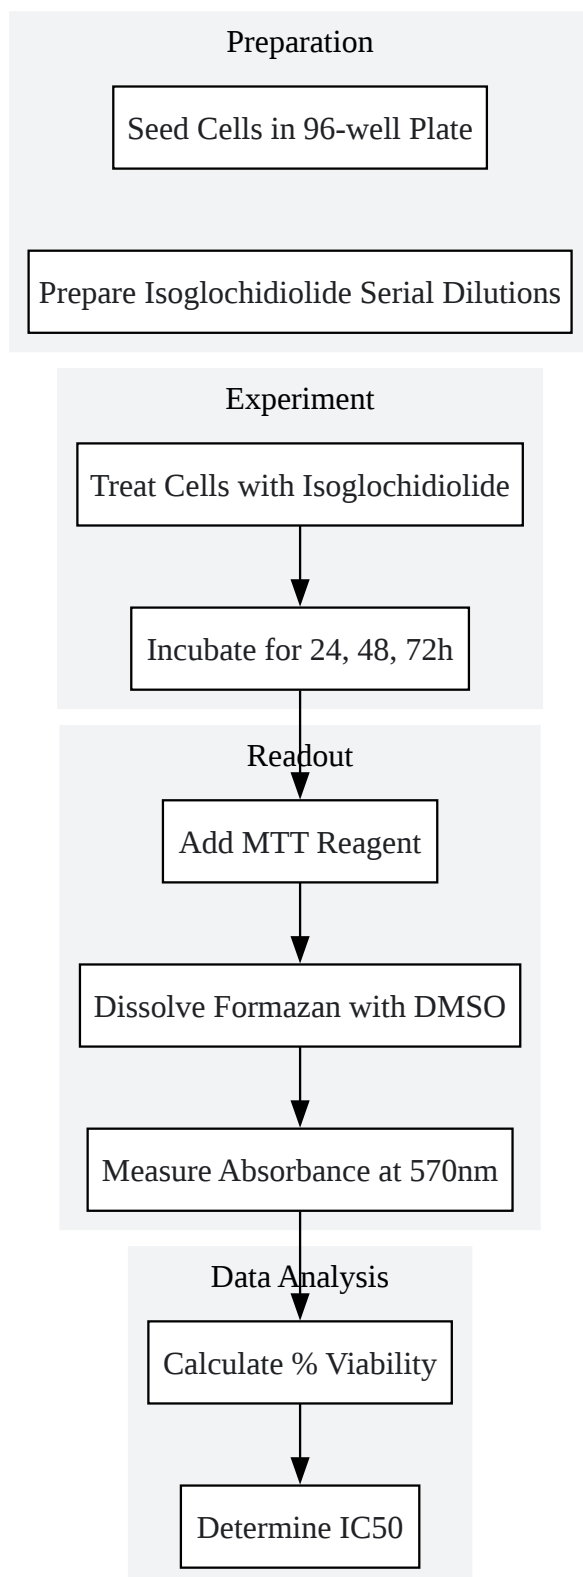 Preparation
Seed Cells in 96-well Plate
Prepare Isoglochidiolide Serial Dilutions
Experiment
Treat Cells with Isoglochidiolide
Incubate for 24, 48, 72h
Readout
Add MTT Reagent
Dissolve Formazan with DMSO
Measure Absorbance at 570nm
Data Analysis
Calculate % Viability
Determine IC50